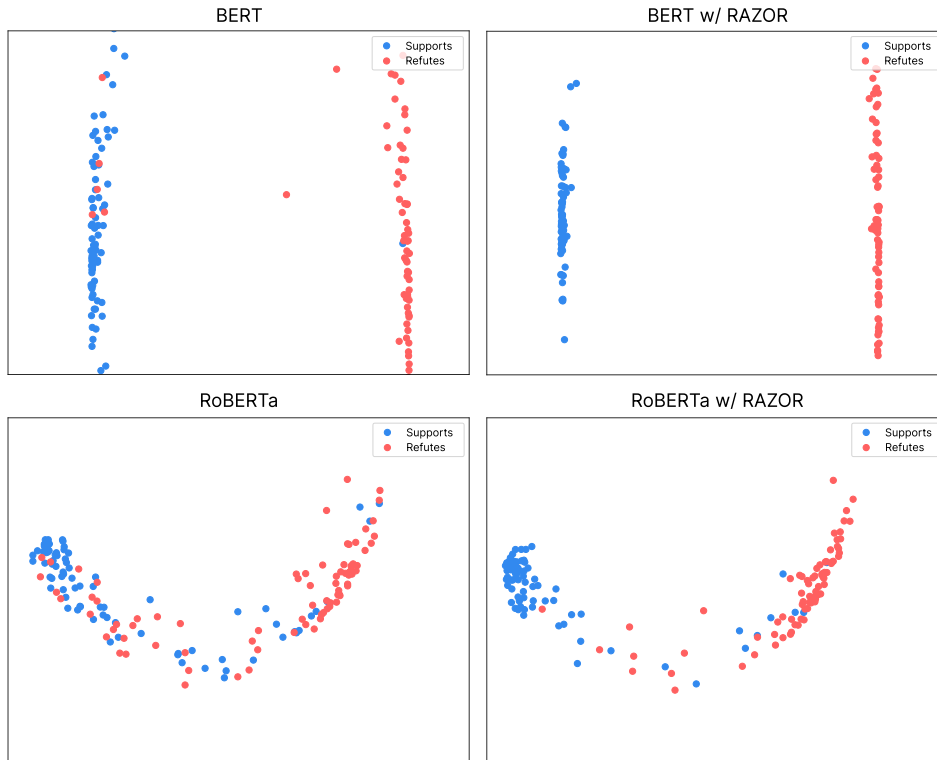 BERT
Supports
Refutes
BERT w/ RAZOR
Supports
Refutes
RoBERTa
Supports
Refutes
RoBERTa w/ RAZOR
Supports
Refutes